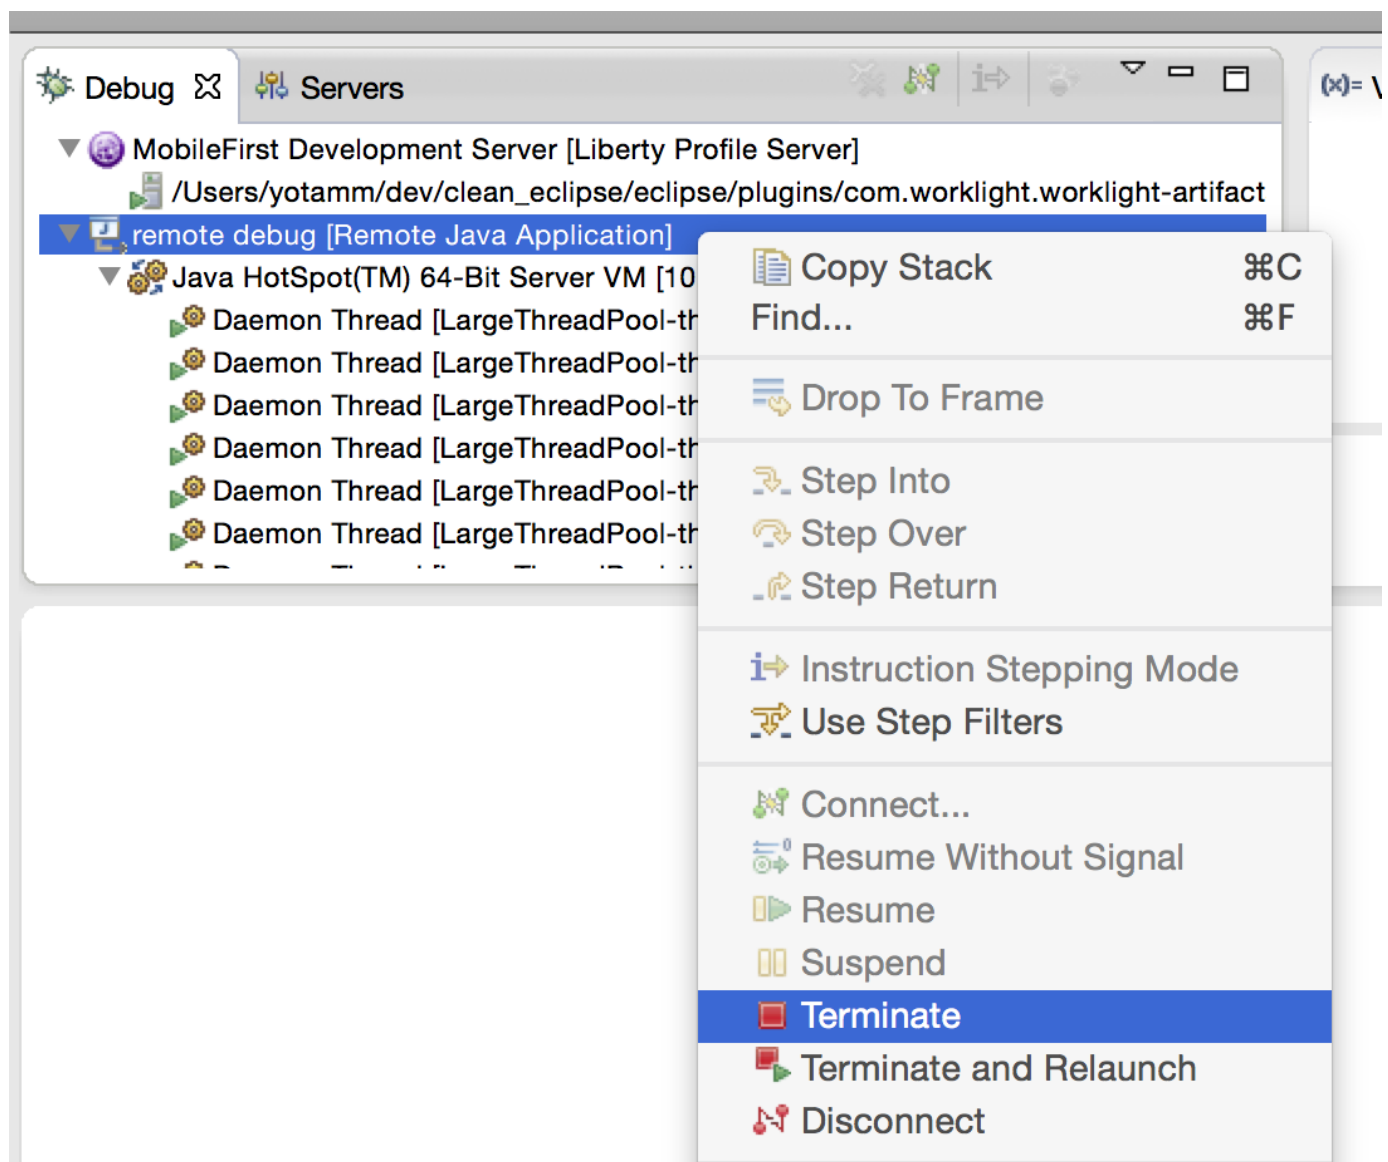 Debug Servers
(x)=
MobileFirst Development Server [Liberty Profile Server]
/Users/yotamm/dev/clean_eclipse/eclipse/plugins/com.worklight.worklight-artifact
remote debug [Remote Java Application]
Java HotSpot(TM) 64-Bit Server VM [10
Daemon Thread [LargeThreadPool-th
Daemon Thread [LargeThreadPool-th
Daemon Thread [LargeThreadPool-th
Daemon Thread [LargeThreadPool-th
Daemon Thread [LargeThreadPool-th
Daemon Thread [LargeThreadPool-th
Copy Stack ⌘C
Find... ⌘F
Drop To Frame
Step Into
Step Over
Step Return
Instruction Stepping Mode
Use Step Filters
Connect...
Resume Without Signal
Resume
Suspend
Terminate
Terminate and Relaunch
Disconnect